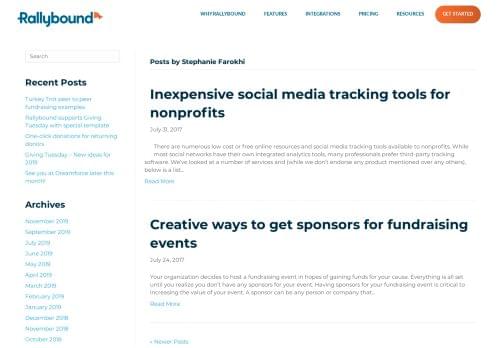 Rallybound
WHY RALLYBOUND
FEATURES
INTEGRATIONS
PRICING
RESOURCES
GET STARTED
Search
Recent Posts
Turkey Trot peer to peer
fundraising examples
Rallybound supports Giving
Tuesday with special template
One-click donations for returning
donors
Giving Tuesday – New ideas for
2019
See you at Dreamforce later this
month!
Archives
November 2019
September 2019
July 2019
June 2019
May 2019
April 2019
March 2019
February 2019
January 2019
December 2018
November 2018
October 2018
Posts by Stephanie Farokhi
Inexpensive social media tracking tools for
nonprofits
July 31, 2017
There are numerous low cost or free online resources and social media tracking tools available to nonprofits. While
most social networks have their own integrated analytics tools, many professionals prefer third-party tracking
software. We've looked at a number of services and (while we don't endorse any product mentioned over any others),
below is a list...
Read More
Creative ways to get sponsors for fundraising
events
July 24, 2017
Your organization decides to host a fundraising event in hopes of gaining funds for your cause. Everything is all set
until you realize you don't have any sponsors for your event. Having sponsors for your fundraising event is critical to
increasing the value of your event. A sponsor can be any person or company that...
Read More
« Newer Posts